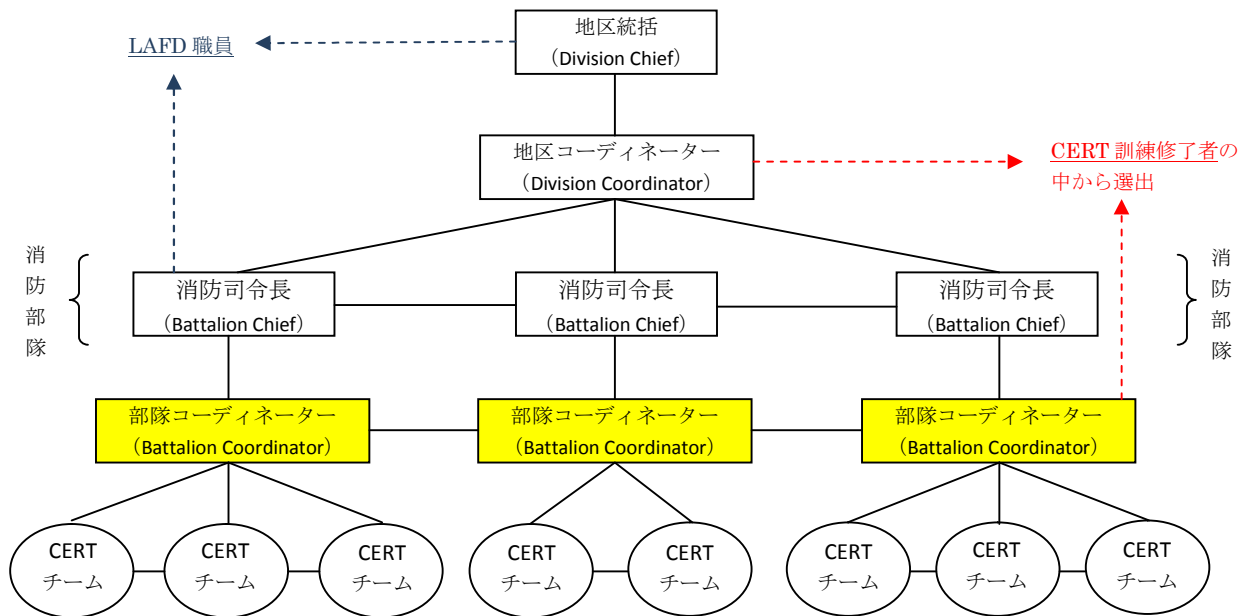 地区統括
（Division Chief）
LAFD 職員
地区コーディネーター
（Division Coordinator）
CERT 訓練修了者の
中から選出
消防部隊
消防司令長
（Battalion Chief）
消防司令長
（Battalion Chief）
消防司令長
（Battalion Chief）
消防部隊
部隊コーディネーター
（Battalion Coordinator）
部隊コーディネーター
（Battalion Coordinator）
部隊コーディネーター
（Battalion Coordinator）
CERT
チーム
CERT
チーム
CERT
チーム
CERT
チーム
CERT
チーム
CERT
チーム
CERT
チーム
CERT
チーム